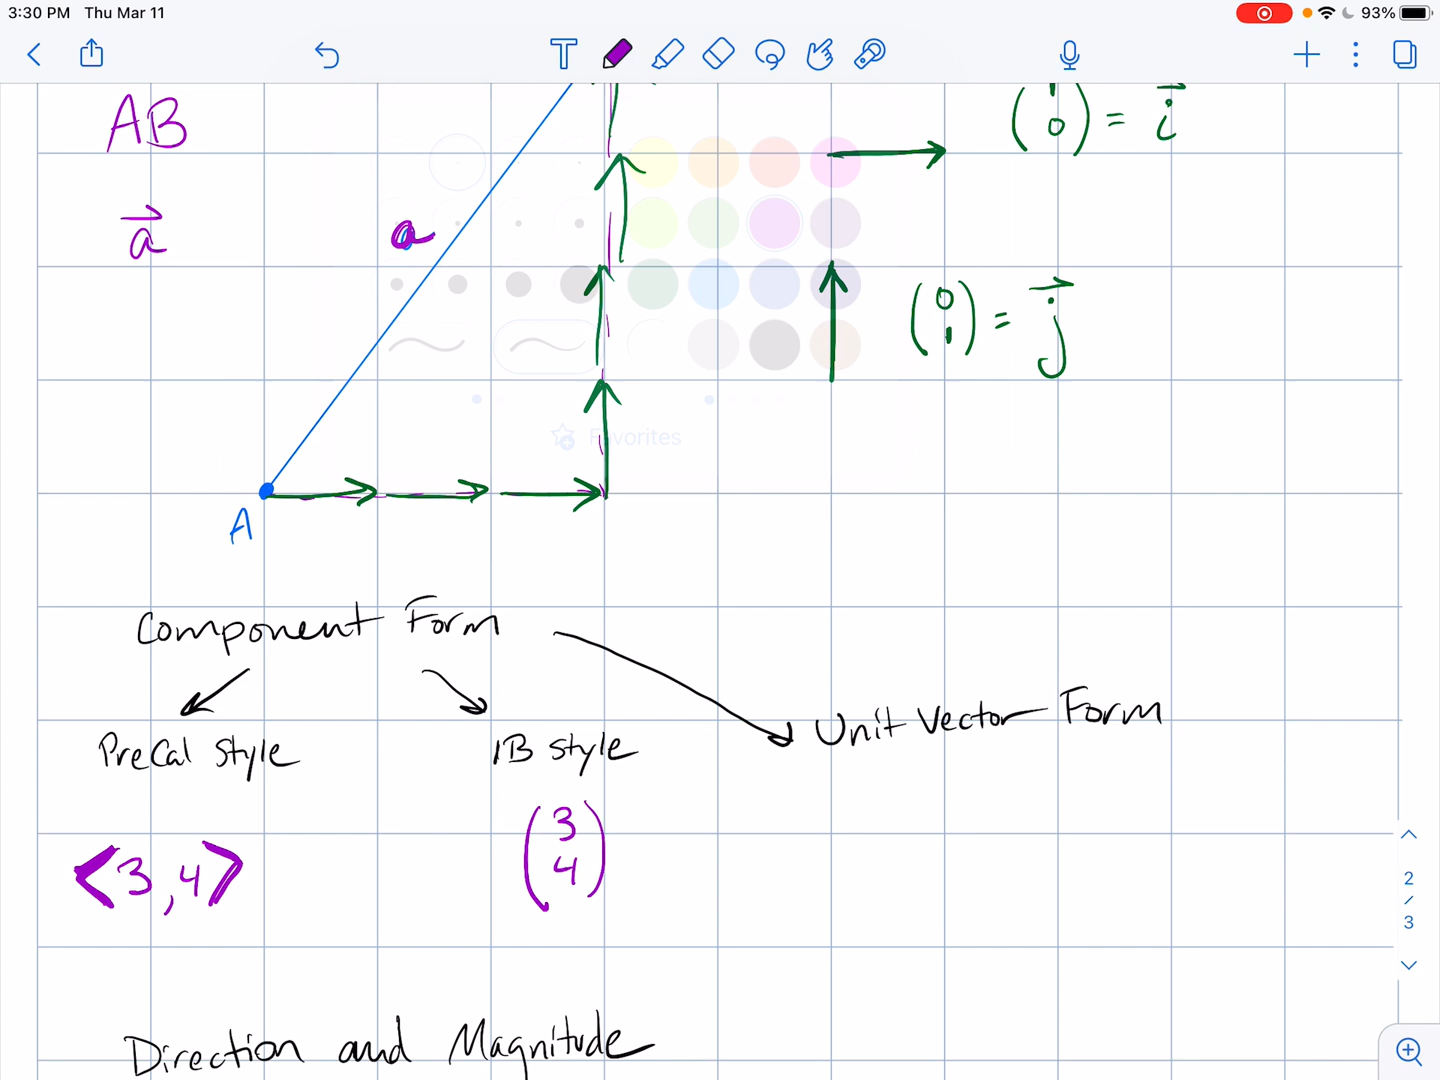 3:30 PM Thu Mar 11
93%
AB
a
a
( 0 ) = i
(0 1) = j
Favorites
A
Component Form
PreCal Style
IB Style
Unit Vector Form
<3,4>
(3
4)
2
/
3
Direction and Magnitude